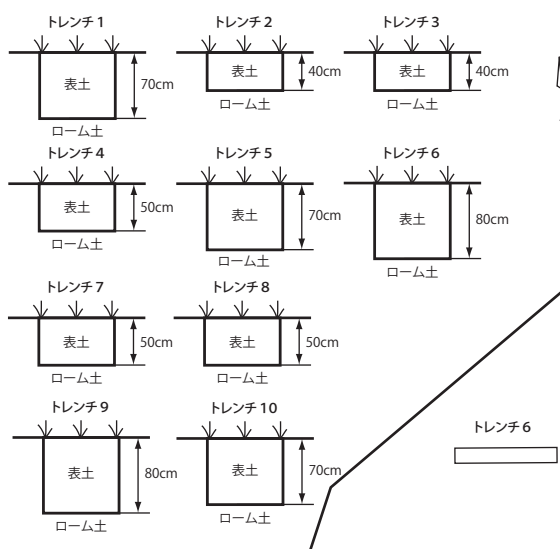 トレンチ1
表土
70cm
ローム土
トレンチ2
表土
40cm
ローム土
トレンチ3
表土
40cm
ローム土
トレンチ4
表土
50cm
ローム土
トレンチ5
表土
70cm
ローム土
トレンチ6
表土
80cm
ローム土
トレンチ7
表土
50cm
ローム土
トレンチ8
表土
50cm
ローム土
トレンチ9
表土
80cm
ローム土
トレンチ10
表土
70cm
ローム土
トレンチ6